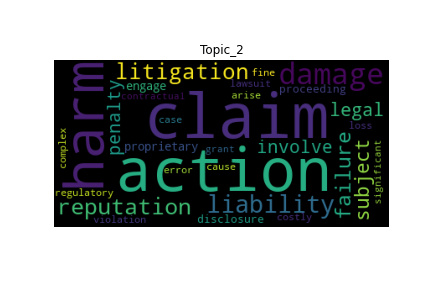 Topic_2
litigation
fine
damage
harm
engage
lawsuit
proceeding
contractual
arise
penalty
claim
legal
case
loss
complex
proprietary
grant
involve
action
error
cause
failure
subject
significant
regulatory
reputation
liability
violation
disclosure
costly